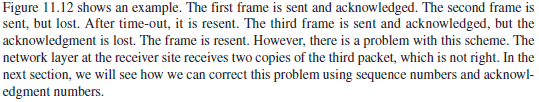 Figure 11.12 shows an example. The first frame is sent and acknowledged. The second frame is
sent, but lost. After time-out, it is resent. The third frame is sent and acknowledged, but the
acknowledgment is lost. The frame is resent. However, there is a problem with this scheme. The
network layer at the receiver site receives two copies of the third packet, which is not right. In the
next section, we will see how we can correct this problem using sequence numbers and acknowl-
edgment numbers.